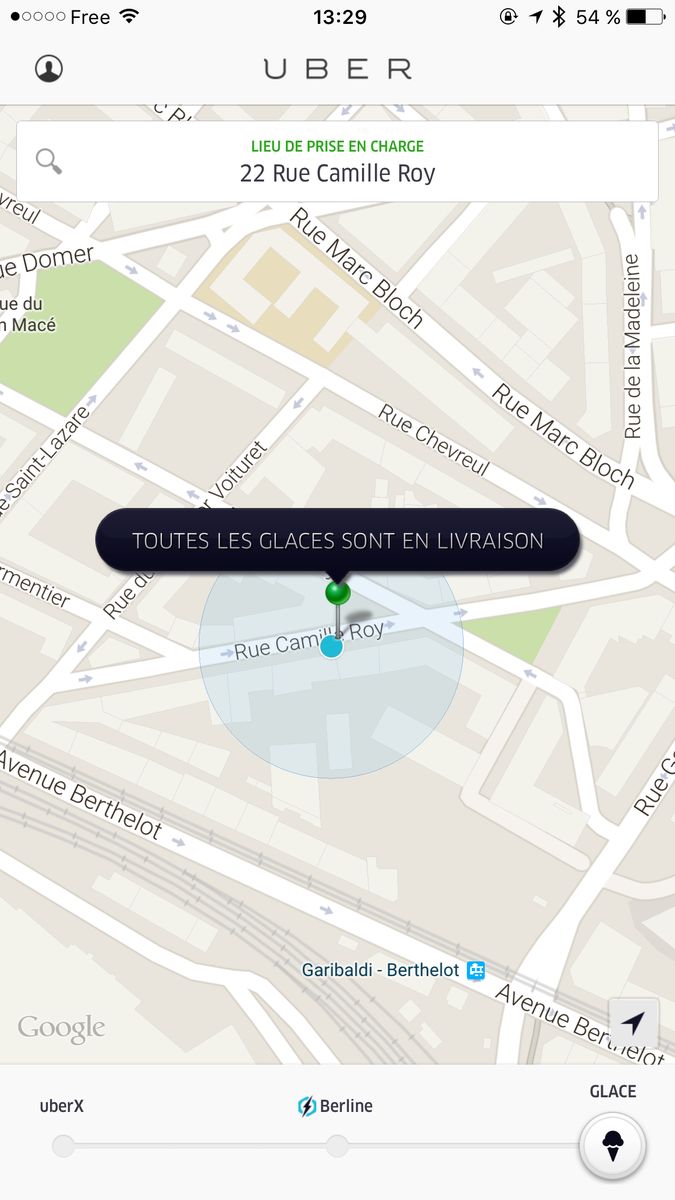 Free
13:29
54 %
UBER
LIEU DE PRISE EN CHARGE
22 Rue Camille Roy
Rue Marc Bloch
Domer
ue du
Macé
Rue de la Madeleine
Rue Marc Bloch
Rue Chevreul
Saint-Lazare
Voituret
TOUTES LES GLACES SONT EN LIVRAISON
rmentier
Rue du
Rue Camille Roy
Avenue Berthelot
Garibaldi - Berthelot
Avenue Berthelot
Google
uberX
Berline
GLACE